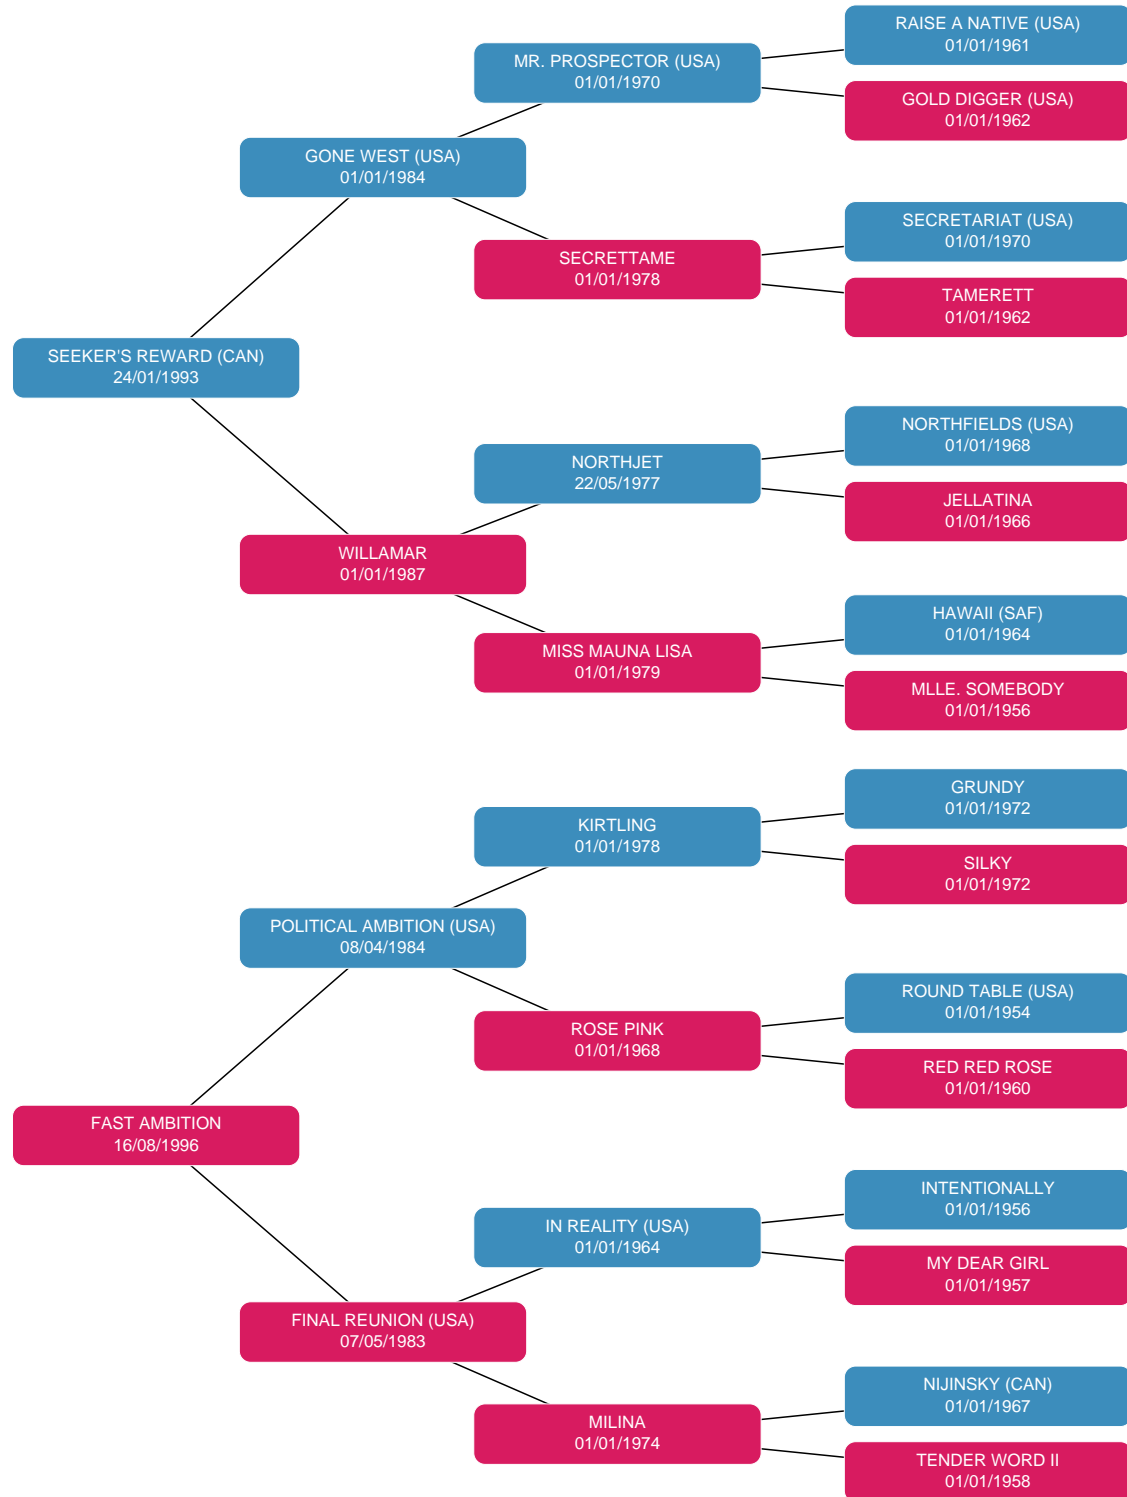 RAISE A NATIVE (USA)
01/01/1961
MR. PROSPECTOR (USA)
01/01/1970
GOLD DIGGER (USA)
01/01/1962
GONE WEST (USA)
01/01/1984
SECRETARIAT (USA)
01/01/1970
SECRETTAME
01/01/1978
TAMERETT
01/01/1962
SEEKER'S REWARD (CAN)
24/01/1993
NORTHFIELDS (USA)
01/01/1968
NORTHJET
22/05/1977
JELLATINA
01/01/1966
WILLAMAR
01/01/1987
HAWAII (SAF)
01/01/1964
MISS MAUNA LISA
01/01/1979
MLLE. SOMEBODY
01/01/1956
GRUNDY
01/01/1972
KIRTLING
01/01/1978
SILKY
01/01/1972
POLITICAL AMBITION (USA)
08/04/1984
ROUND TABLE (USA)
01/01/1954
ROSE PINK
01/01/1968
RED RED ROSE
01/01/1960
FAST AMBITION
16/08/1996
INTENTIONALLY
01/01/1956
IN REALITY (USA)
01/01/1964
MY DEAR GIRL
01/01/1957
FINAL REUNION (USA)
07/05/1983
NIJINSKY (CAN)
01/01/1967
MILINA
01/01/1974
TENDER WORD II
01/01/1958